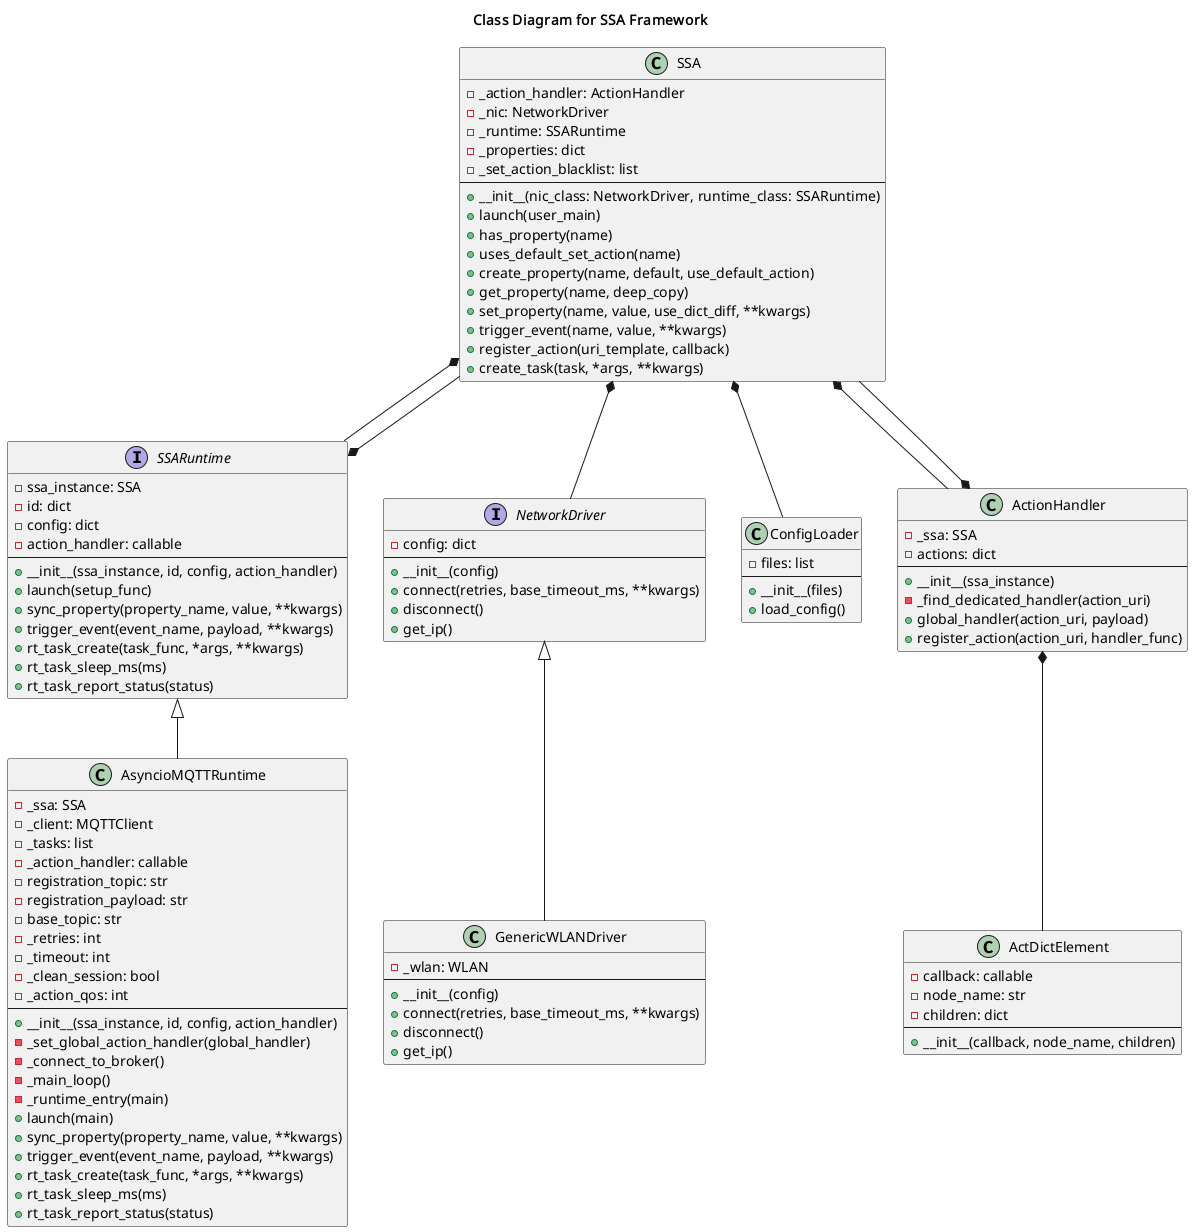 Class Diagram for SSA Framework
C SSA
_action_handler: ActionHandler
_nic: NetworkDriver
_runtime: SSARuntime
_properties: dict
_set_action_blacklist: list
__init__(nic_class: NetworkDriver, runtime_class: SSARuntime)
launch(user_main)
has_property(name)
uses_default_set_action(name)
create_property(name, default, use_default_action)
get_property(name, deep_copy)
set_property(name, value, use_dict_diff, **kwargs)
trigger_event(name, value, **kwargs)
register_action(uri_template, callback)
create_task(task, *args, **kwargs)
I SSARuntime
ssa_instance: SSA
id: dict
config: dict
action_handler: callable
__init__(ssa_instance, id, config, action_handler)
launch(setup_func)
sync_property(property_name, value, **kwargs)
trigger_event(event_name, payload, **kwargs)
rt_task_create(task_func, *args, **kwargs)
rt_task_sleep_ms(ms)
rt_task_report_status(status)
I NetworkDriver
config: dict
__init__(config)
connect(retries, base_timeout_ms, **kwargs)
disconnect()
get_ip()
C ConfigLoader
files: list
__init__(files)
load_config()
C ActionHandler
_ssa: SSA
actions: dict
__init__(ssa_instance)
_find_dedicated_handler(action_uri)
global_handler(action_uri, payload)
register_action(action_uri, handler_func)
C AsyncioMQTTRuntime
_ssa: SSA
_client: MQTTClient
_tasks: list
_action_handler: callable
registration_topic: str
registration_payload: str
base_topic: str
_retries: int
_timeout: int
_clean_session: bool
_action_qos: int
__init__(ssa_instance, id, config, action_handler)
_set_global_action_handler(global_handler)
_connect_to_broker()
_main_loop()
_runtime_entry(main)
launch(main)
sync_property(property_name, value, **kwargs)
trigger_event(event_name, payload, **kwargs)
rt_task_create(task_func, *args, **kwargs)
rt_task_sleep_ms(ms)
rt_task_report_status(status)
C GenericWLANDriver
_wlan: WLAN
__init__(config)
connect(retries, base_timeout_ms, **kwargs)
disconnect()
get_ip()
C ActDictElement
callback: callable
node_name: str
children: dict
__init__(callback, node_name, children)